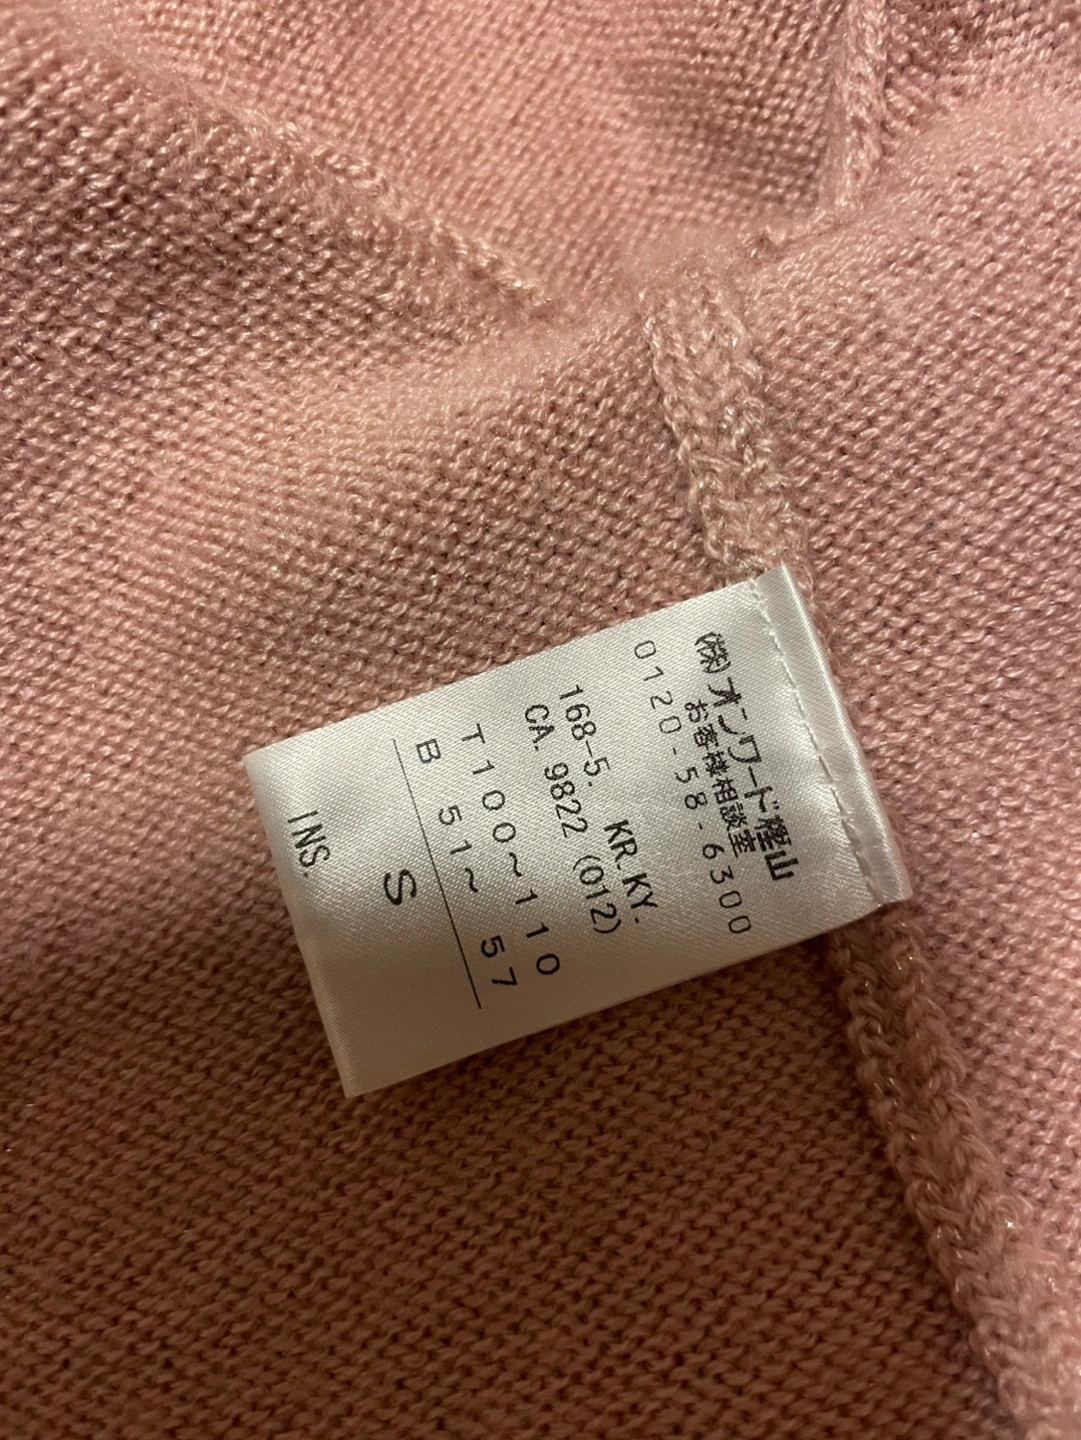 (株)オンワード樫山
お客様相談室
0120-58-6300
168-5. KR.KY.
CA. 9822 (012)
T 100~110
B 51~ 57
S
INS.